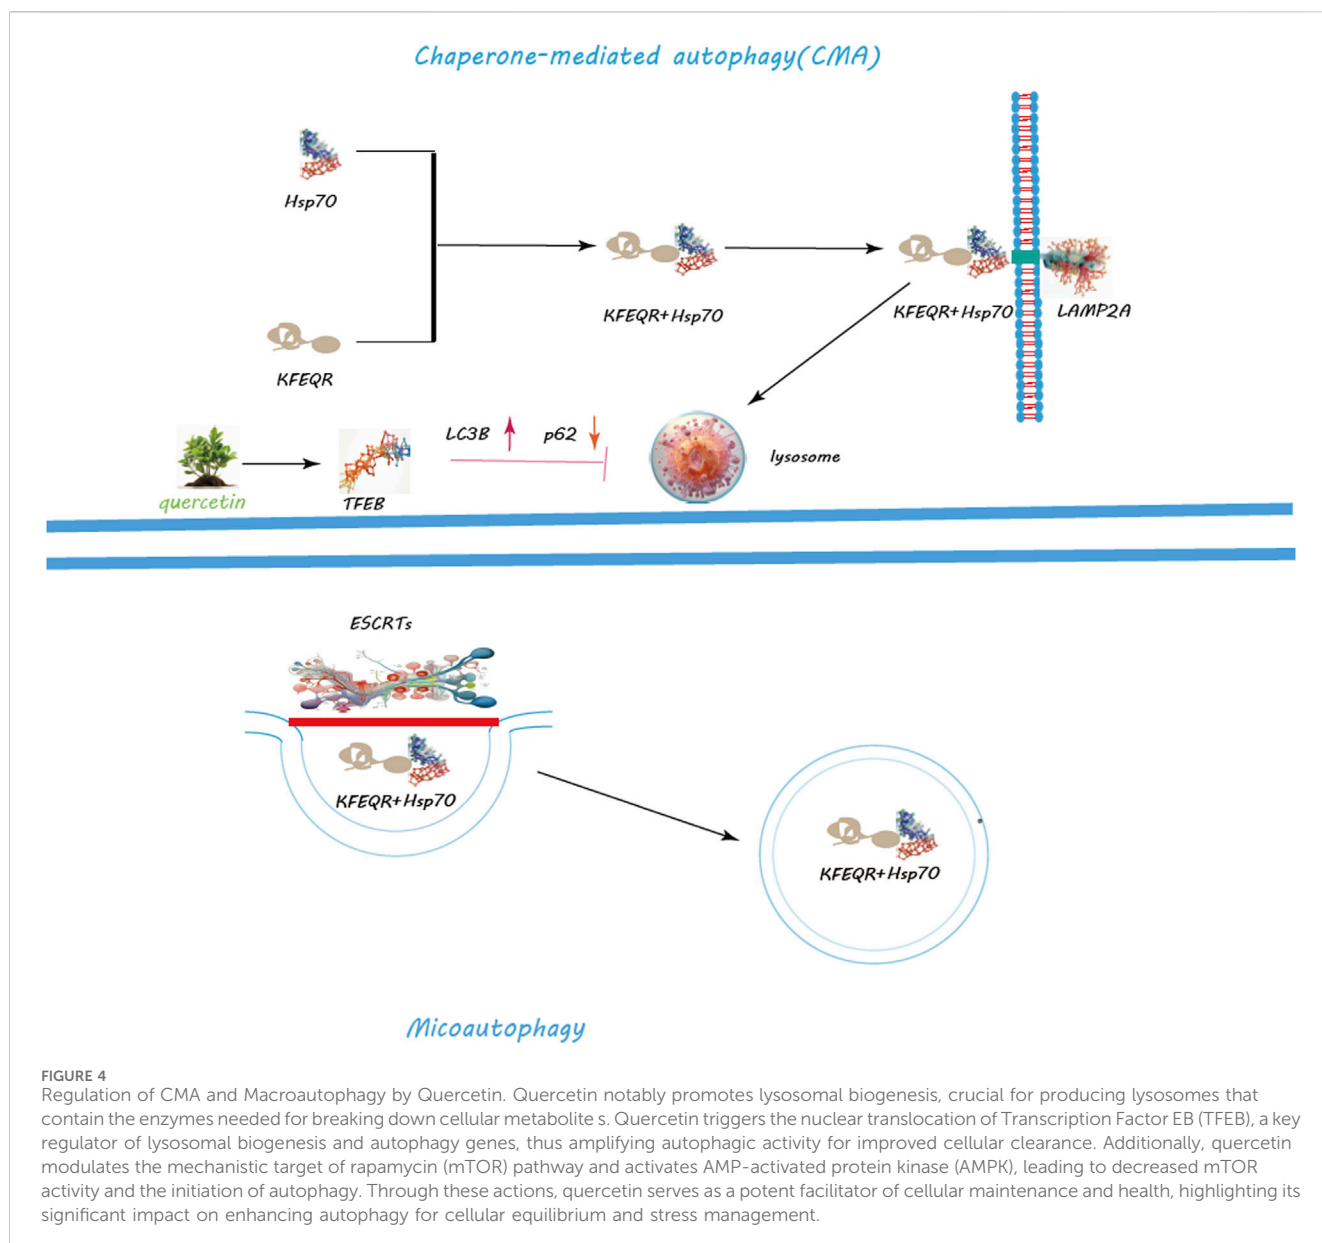 Chaperone-mediated autophagy(CMA)
Hsp70
KFEQR
KFEQR+Hsp70
KFEQR+Hsp70
LAMP2A
quercetin
TFEB
LC3B
p62
lysosome
ESCRTs
KFEQR+Hsp70
KFEQR+Hsp70
Micoautophagy
FIGURE 4
Regulation of CMA and Macroautophagy by Quercetin. Quercetin notably promotes lysosomal biogenesis, crucial for producing lysosomes that
contain the enzymes needed for breaking down cellular metabolite s. Quercetin triggers the nuclear translocation of Transcription Factor EB (TFEB), a key
regulator of lysosomal biogenesis and autophagy genes, thus amplifying autophagic activity for improved cellular clearance. Additionally, quercetin
modulates the mechanistic target of rapamycin (mTOR) pathway and activates AMP-activated protein kinase (AMPK), leading to decreased mTOR
activity and the initiation of autophagy. Through these actions, quercetin serves as a potent facilitator of cellular maintenance and health, highlighting its
significant impact on enhancing autophagy for cellular equilibrium and stress management.